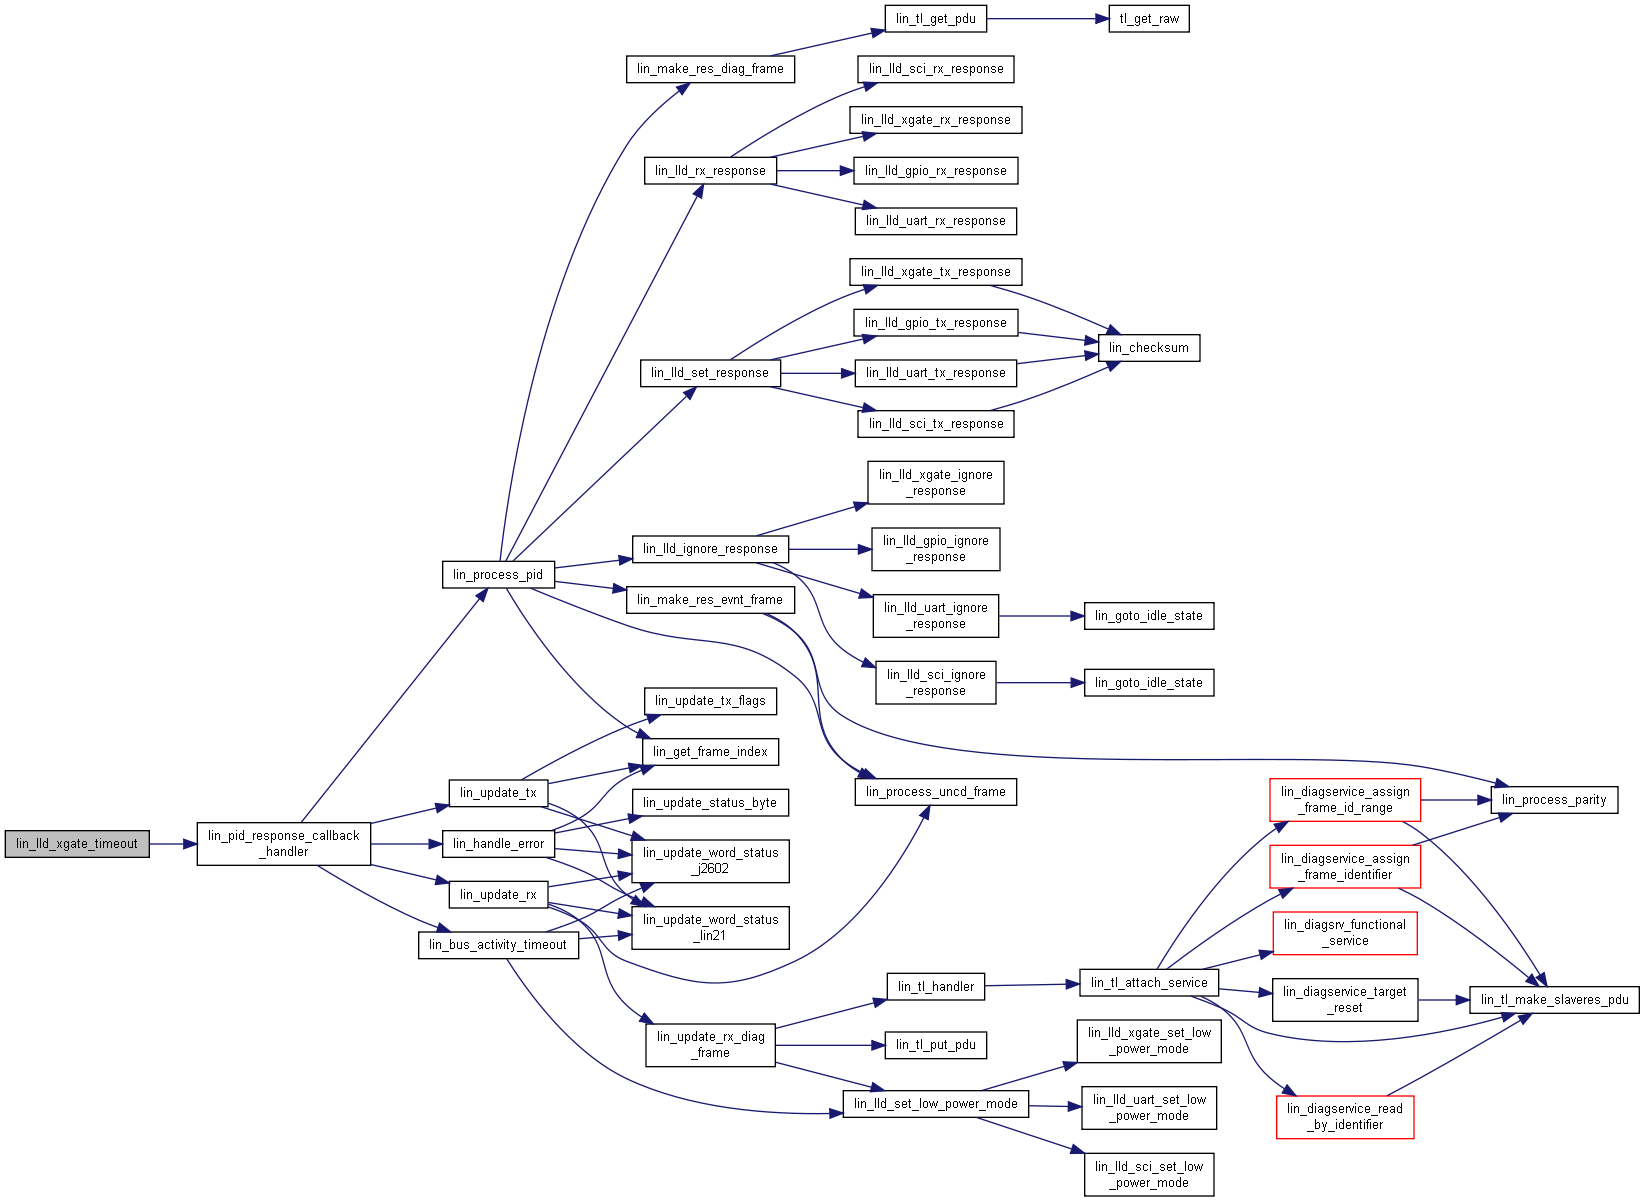 lin_tl_get_pdu
tl_get_raw
lin_make_res_diag_frame
lin_lld_sci_rx_response
lin_lld_xgate_rx_response
lin_lld_rx_response
lin_lld_gpio_rx_response
lin_lld_uart_rx_response
lin_lld_xgate_tx_response
lin_lld_gpio_tx_response
lin_checksum
lin_lld_set_response
lin_lld_uart_tx_response
lin_lld_sci_tx_response
lin_lld_xgate_ignore
_response
lin_lld_ignore_response
lin_lld_gpio_ignore
_response
lin_process_pid
lin_make_res_evnt_frame
lin_lld_uart_ignore
_response
lin_goto_idle_state
lin_lld_sci_ignore
_response
lin_goto_idle_state
lin_update_tx_flags
lin_get_frame_index
lin_update_tx
lin_process_uncd_frame
lin_diagservice_assign
_frame_id_range
lin_process_parity
lin_update_status_byte
lin_lld_xgate_timeout
lin_pid_response_callback
_handler
lin_handle_error
lin_update_word_status
_j2602
lin_diagservice_assign
_frame_identifier
lin_update_rx
lin_update_word_status
_lin21
lin_diagsrv_functional
_service
lin_bus_activity_timeout
lin_tl_handler
lin_tl_attach_service
lin_diagservice_target
_reset
lin_tl_make_slaveres_pdu
lin_update_rx_diag
_frame
lin_tl_put_pdu
lin_lld_xgate_set_low
_power_mode
lin_lld_set_low_power_mode
lin_lld_uart_set_low
_power_mode
lin_diagservice_read
_by_identifier
lin_lld_sci_set_low
_power_mode